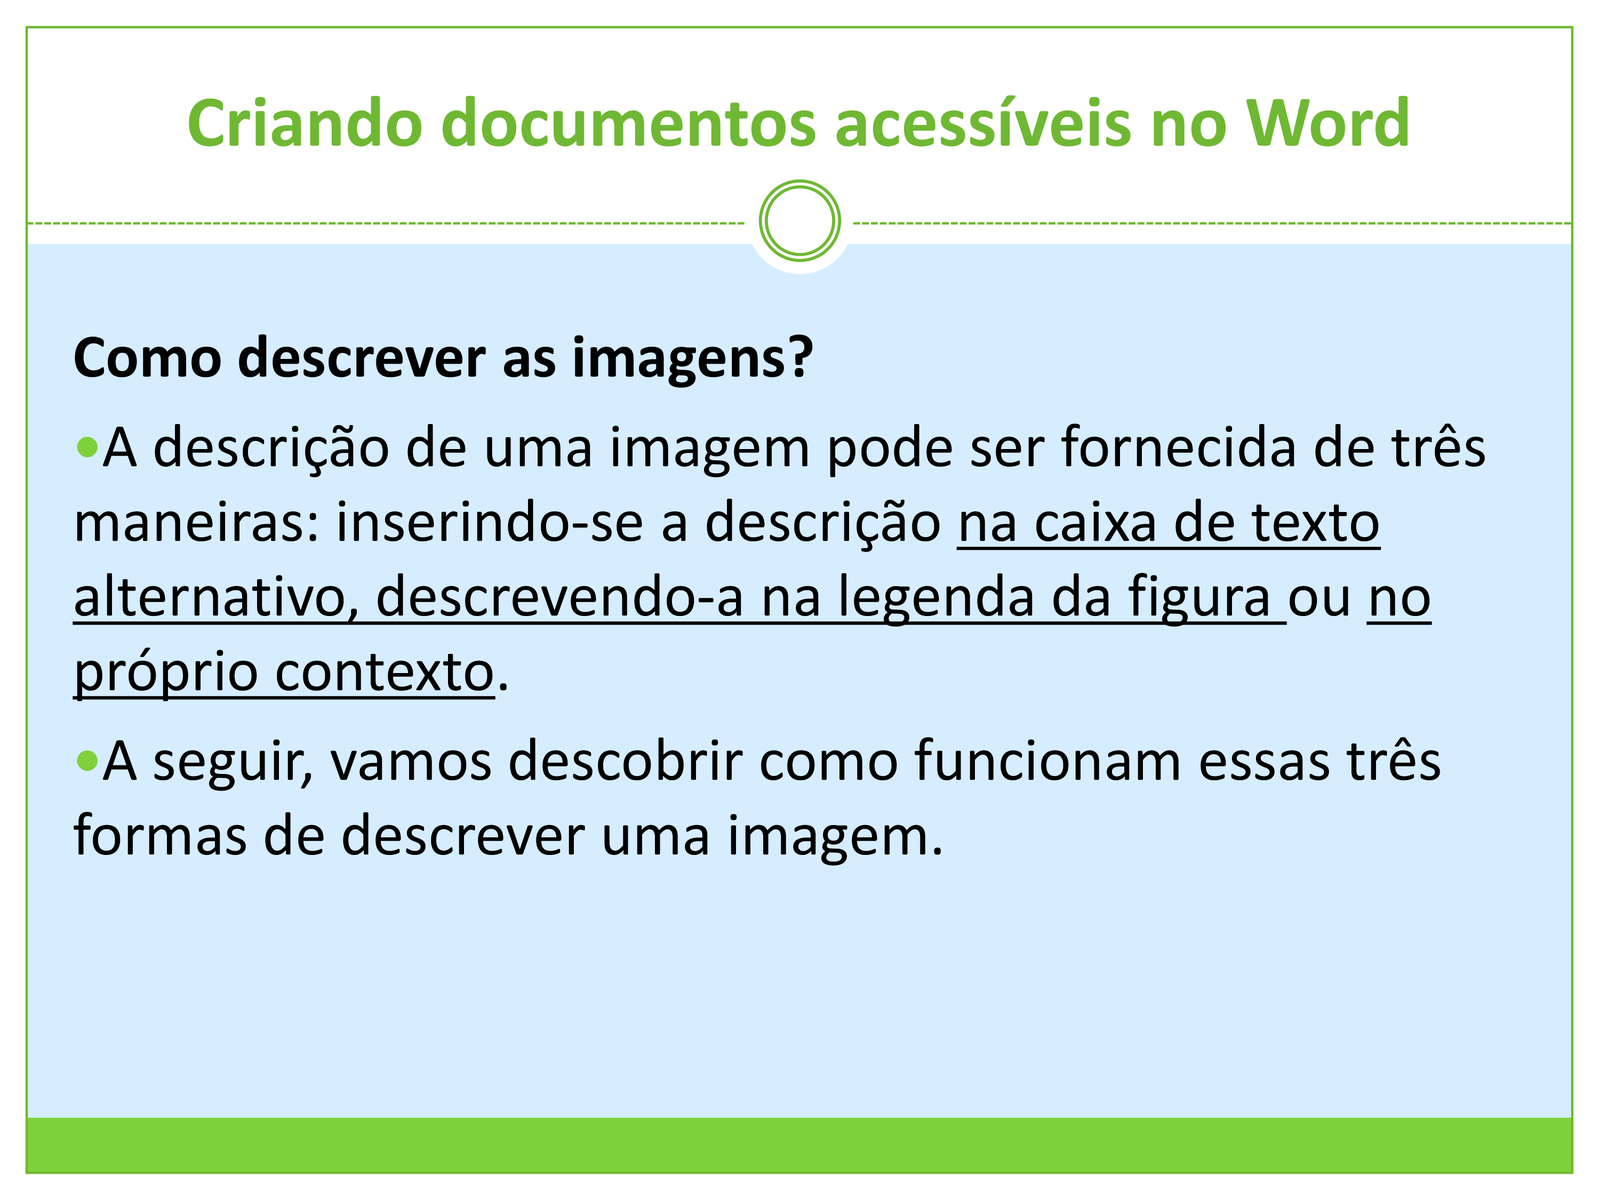 Criando documentos acessíveis no Word
Como descrever as imagens?
•A descrição de uma imagem pode ser fornecida de três
maneiras: inserindo-se a descrição na caixa de texto
alternativo, descrevendo-a na legenda da figura ou no
próprio contexto.
•A seguir, vamos descobrir como funcionam essas três
formas de descrever uma imagem.